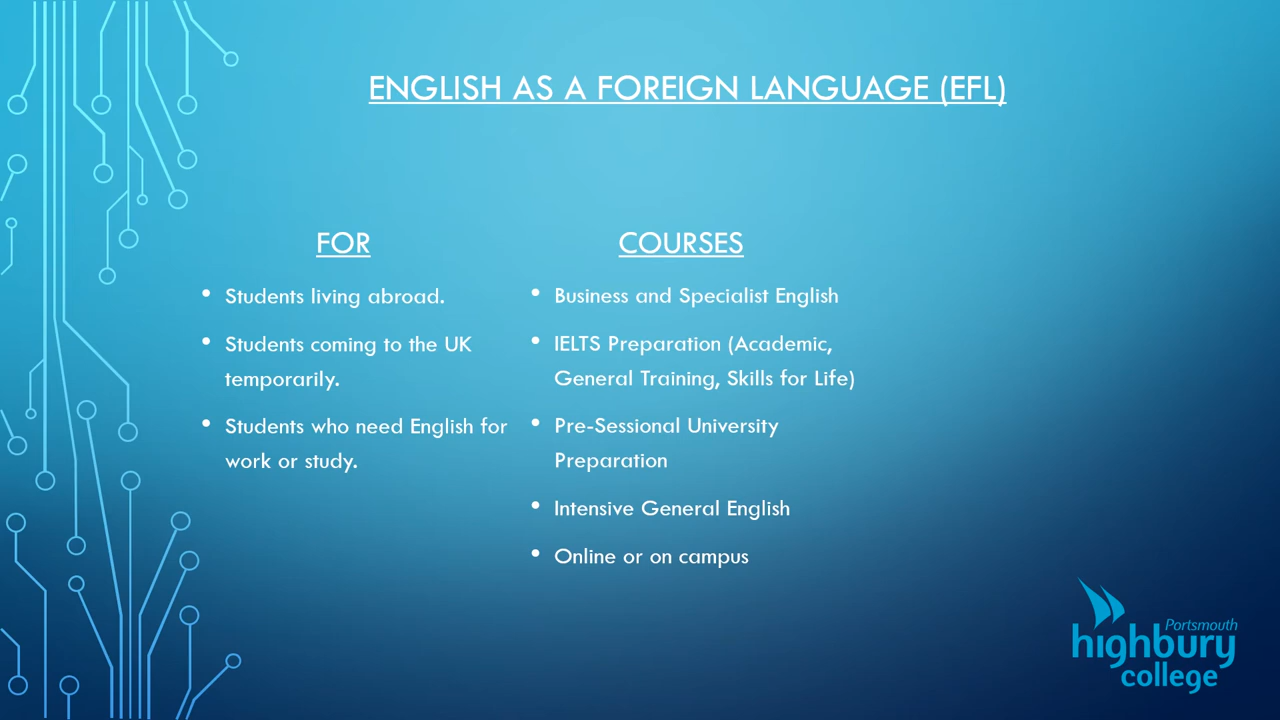 ENGLISH AS A FOREIGN LANGUAGE (EFL)
FOR
• Students living abroad.
• Students coming to the UK
temporarily.
• Students who need English for
work or study.
COURSES
• Business and Specialist English
• IELTS Preparation (Academic,
General Training, Skills for Life)
• Pre-Sessional University
Preparation
• Intensive General English
• Online or on campus
Portsmouth
highbury
college